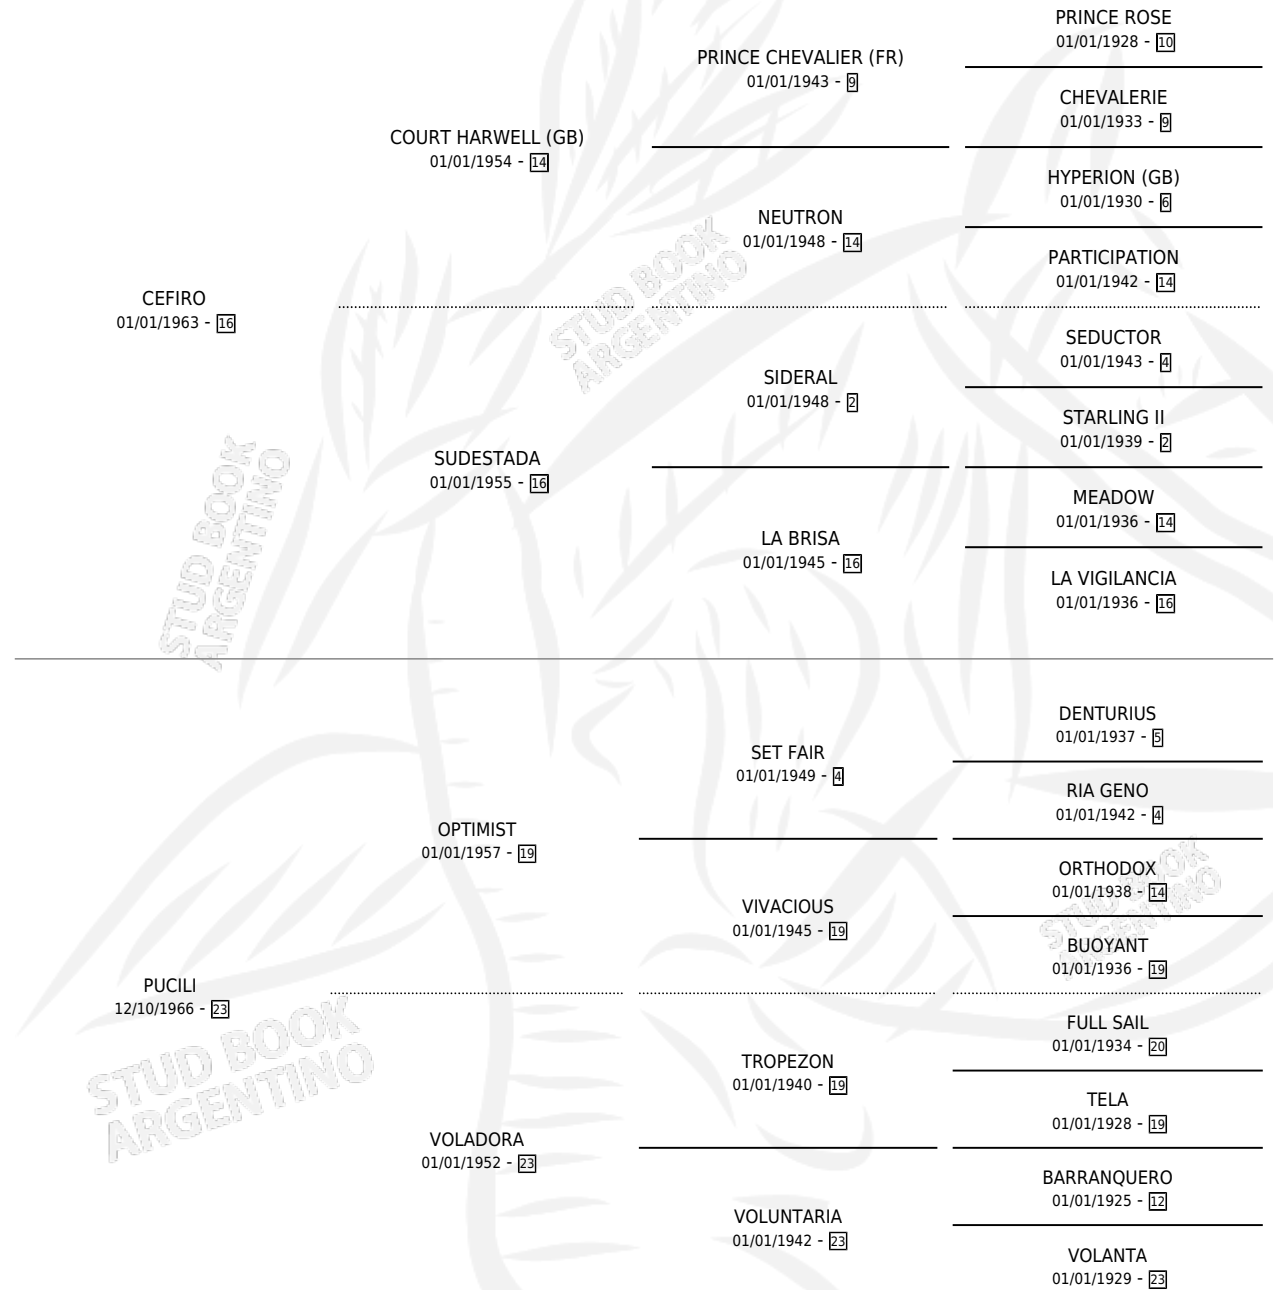 PRINCE ROSE
01/01/1928 - 10
PRINCE CHEVALIER (FR)
01/01/1943 - 9
CHEVALERIE
01/01/1933 - 9
COURT HARWELL (GB)
01/01/1954 - 14
HYPERION (GB)
01/01/1930 - 6
NEUTRON
01/01/1948 - 14
PARTICIPATION
01/01/1942 - 14
CEFIRO
01/01/1963 - 16
STUD BOOK
ARGENTINO
SEDUCTOR
01/01/1943 - 4
SIDERAL
01/01/1948 - 2
STARLING II
01/01/1939 - 2
SUDESTADA
01/01/1955 - 16
MEADOW
01/01/1936 - 14
LA BRISA
01/01/1945 - 16
LA VIGILANCIA
01/01/1936 - 16
STUD BOOK
ARGENTINO
DENTURIUS
01/01/1937 - 5
SET FAIR
01/01/1949 - 4
RIA GENO
01/01/1942 - 4
OPTIMIST
01/01/1957 - 19
ORTHODOX
01/01/1938 - 14
VIVACIOUS
01/01/1945 - 19
STUD BOOK
ARGENTINO
BUOYANT
01/01/1936 - 19
PUCILI
12/10/1966 - 23
STUD BOOK
ARGENTINO
FULL SAIL
01/01/1934 - 20
TROPEZON
01/01/1940 - 19
TELA
01/01/1928 - 19
VOLADORA
01/01/1952 - 23
BARRANQUERO
01/01/1925 - 12
VOLUNTARIA
01/01/1942 - 23
VOLANTA
01/01/1929 - 23